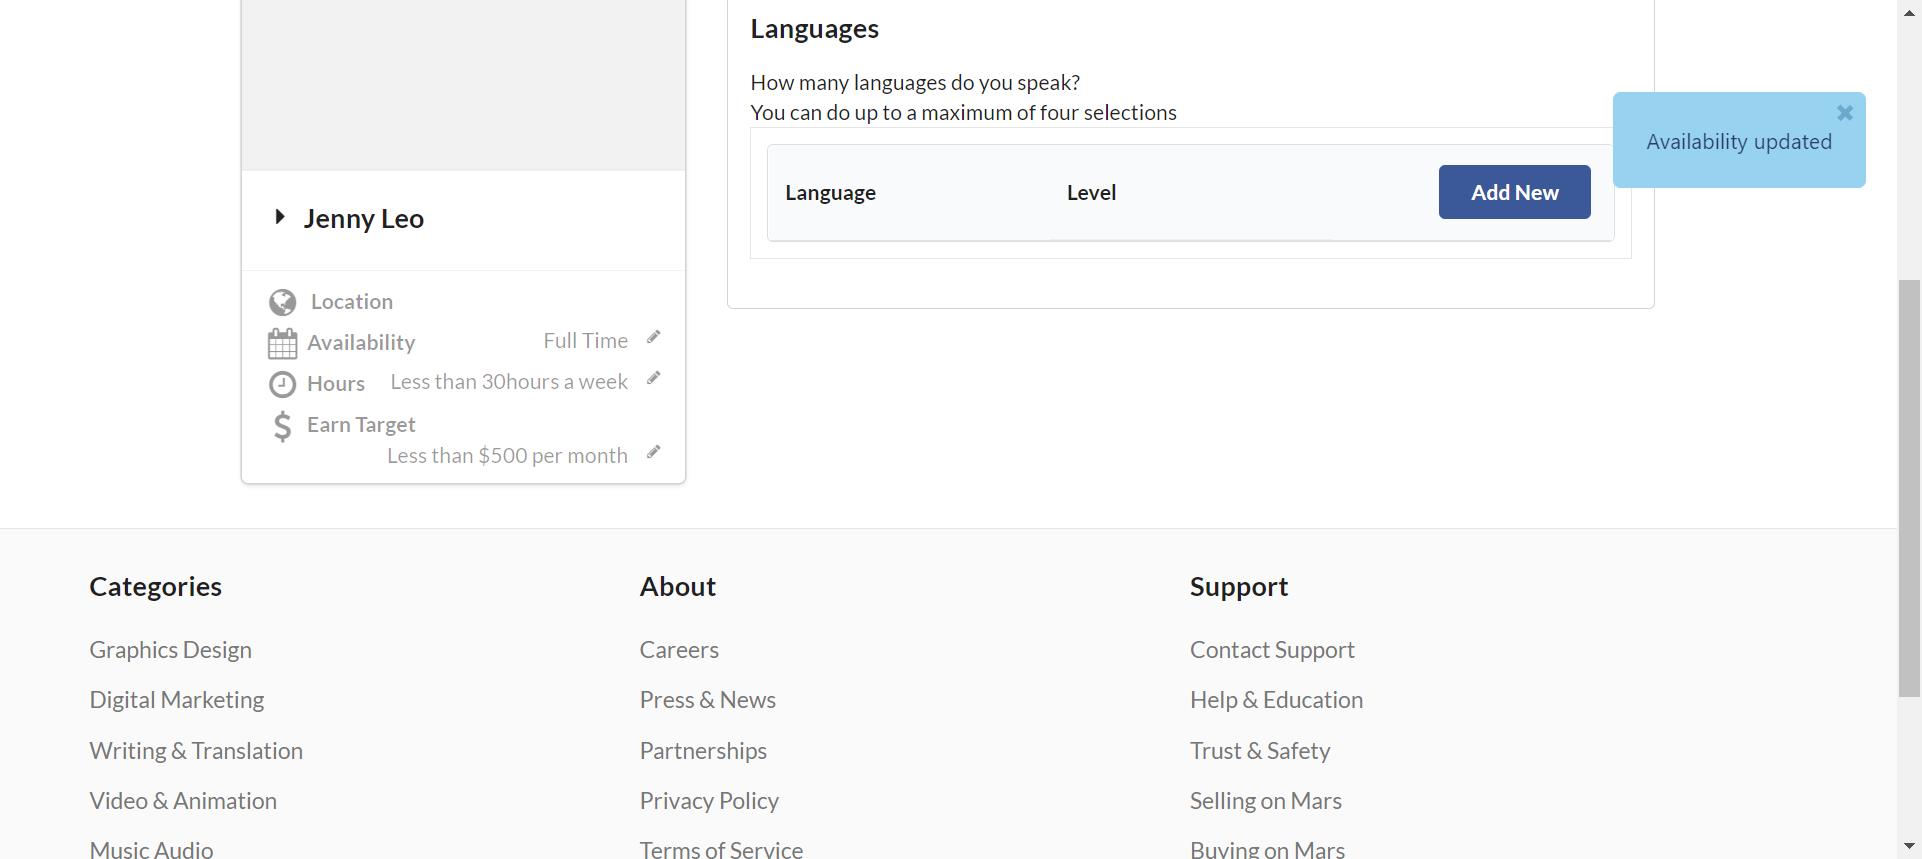 Languages
How many languages do you speak?
You can do up to a maximum of four selections
Language Level Add New
Availability updated
Jenny Leo
Location
Availability Full Time
Hours Less than 30hours a week
Earn Target
Less than $500 per month
Categories
Graphics Design
Digital Marketing
Writing & Translation
Video & Animation
Music Audio
About
Careers
Press & News
Partnerships
Privacy Policy
Terms of Service
Support
Contact Support
Help & Education
Trust & Safety
Selling on Mars
Buying on Mars